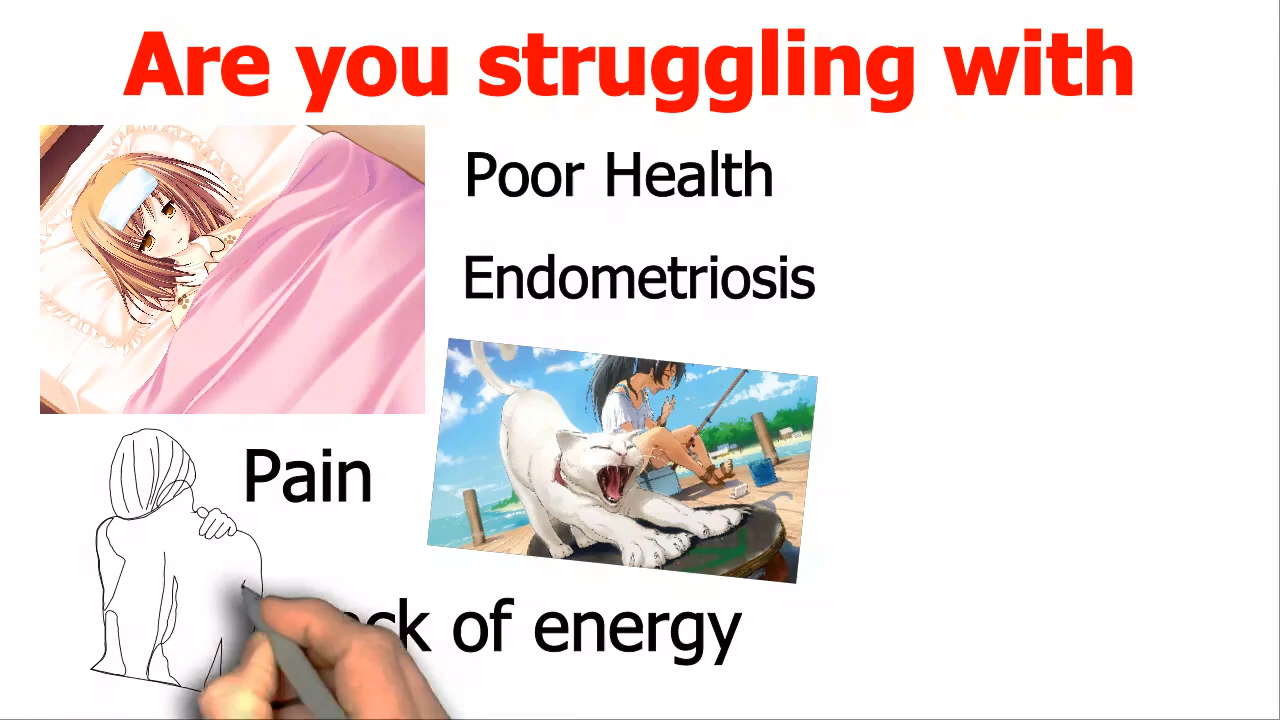 Are you struggling with
Poor Health
Endometriosis
Pain
of energy